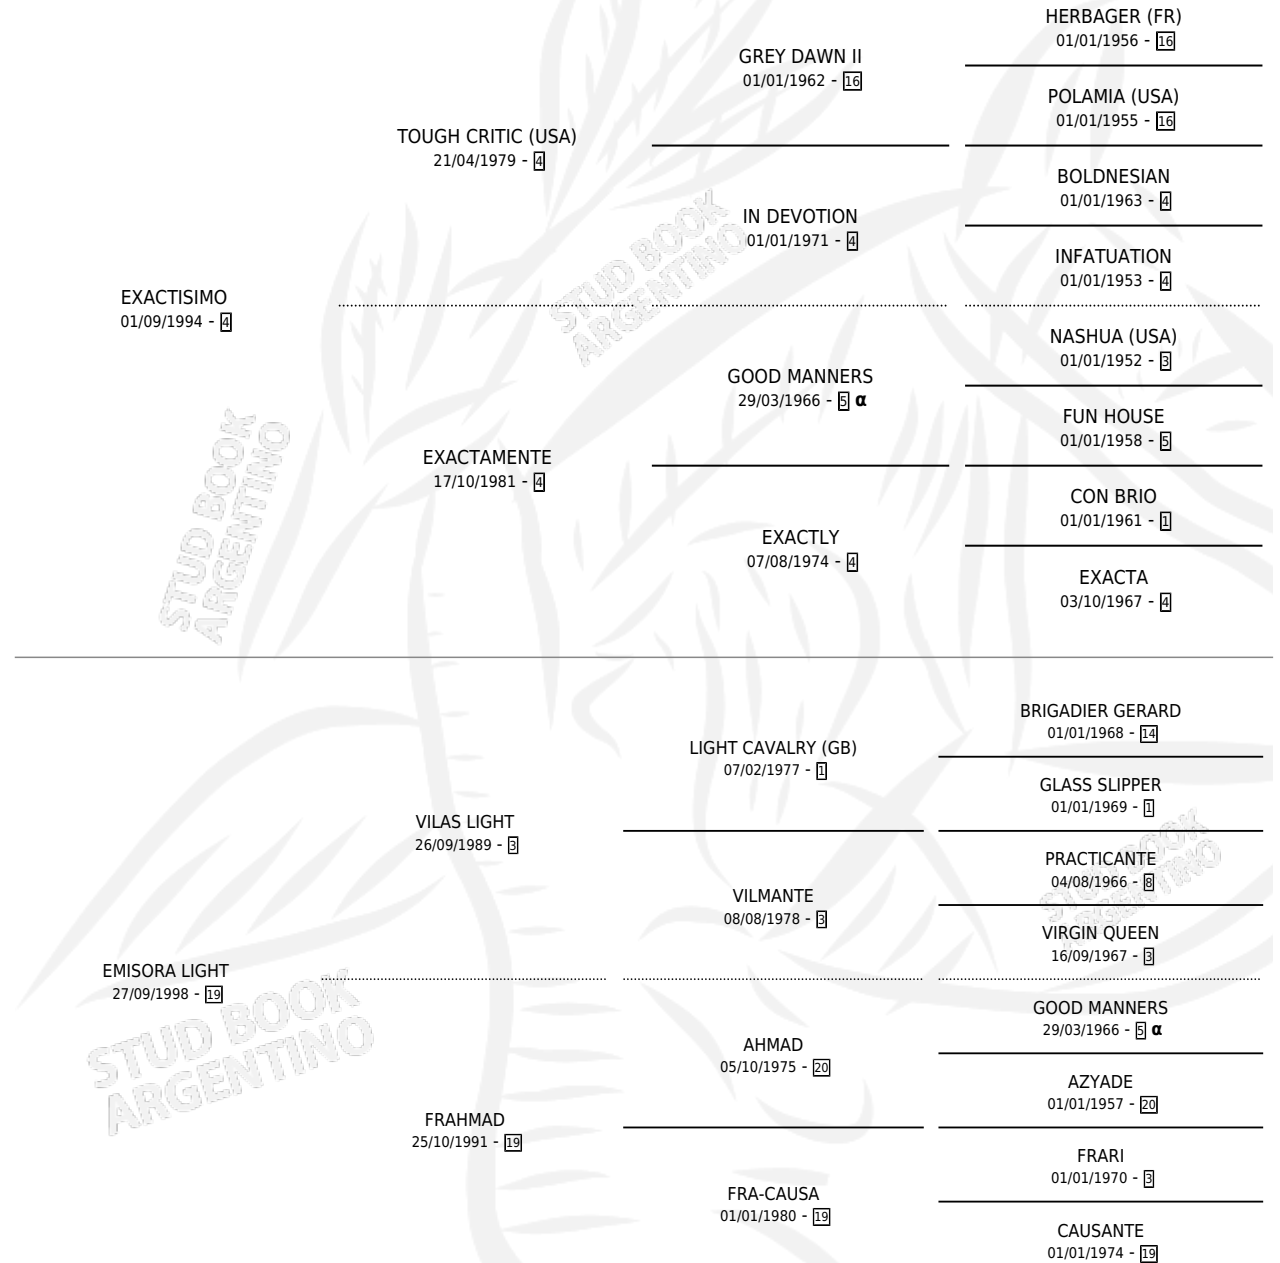 HERBAGER (FR)
01/01/1956 - 16
GREY DAWN II
01/01/1962 - 16
POLAMIA (USA)
01/01/1955 - 16
TOUGH CRITIC (USA)
21/04/1979 - 4
BOLDNESIAN
01/01/1963 - 4
IN DEVOTION
01/01/1971 - 4
INFATUATION
01/01/1953 - 4
EXACTISIMO
01/09/1994 - 4
NASHUA (USA)
01/01/1952 - 3
GOOD MANNERS
29/03/1966 - 5 α
FUN HOUSE
01/01/1958 - 5
EXACTAMENTE
17/10/1981 - 4
CON BRIO
01/01/1961 - 1
EXACTLY
07/08/1974 - 4
EXACTA
03/10/1967 - 4
BRIGADIER GERARD
01/01/1968 - 14
LIGHT CAVALRY (GB)
07/02/1977 - 1
GLASS SLIPPER
01/01/1969 - 1
VILAS LIGHT
26/09/1989 - 3
PRACTICANTE
04/08/1966 - 8
VILMANTE
08/08/1978 - 3
VIRGIN QUEEN
16/09/1967 - 3
EMISORA LIGHT
27/09/1998 - 19
GOOD MANNERS
29/03/1966 - 5 α
AHMAD
05/10/1975 - 20
AZYADE
01/01/1957 - 20
FRAHMAD
25/10/1991 - 19
FRARI
01/01/1970 - 3
FRA-CAUSA
01/01/1980 - 19
CAUSANTE
01/01/1974 - 19
STUD BOOK
ARGENTINO
STUD BOOK
ARGENTINO
STUD BOOK
ARGENTINO
STUD BOOK
ARGENTINO